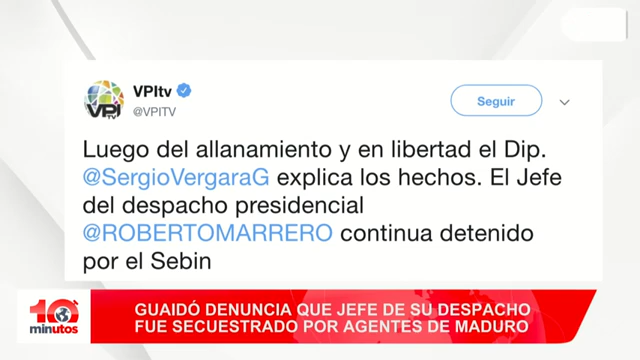 VPItv
@VPITV
Seguir
VPI
TV
Luego del allanamiento y en libertad el Dip.
@SergioVergaraG explica los hechos. El Jefe
del despacho presidencial
@ROBERTOMARRERO continua detenido
por el Sebin
10
minutos
GUAIDÓ DENUNCIA QUE JEFE DE SU DESPACHO
FUE SECUESTRADO POR AGENTES DE MADURO